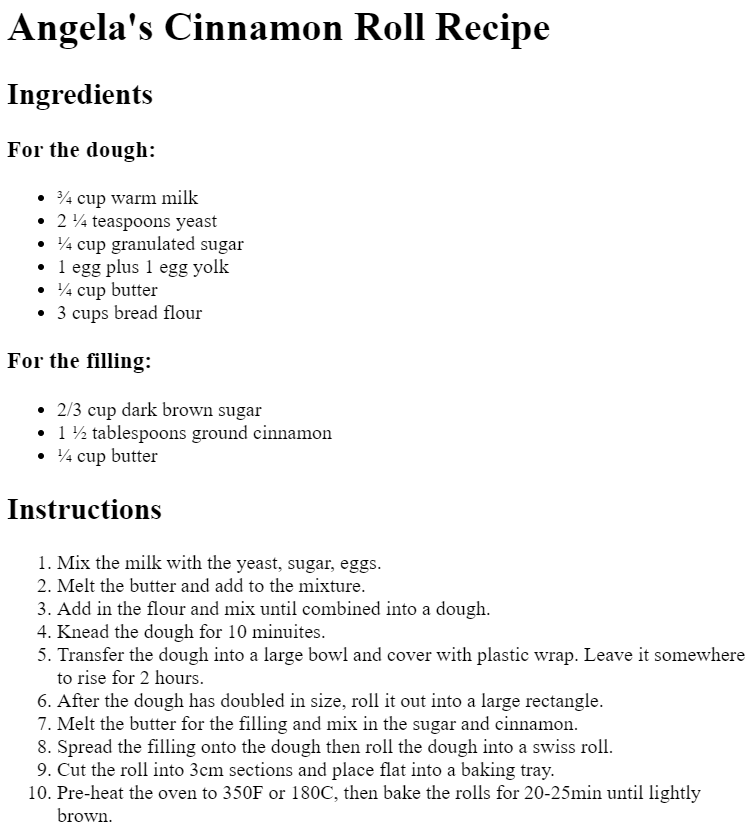 Angela's Cinnamon Roll Recipe
Ingredients
For the dough:
• ¾ cup warm milk
• 2 ¼ teaspoons yeast
• ¼ cup granulated sugar
• 1 egg plus 1 egg yolk
• ¼ cup butter
• 3 cups bread flour
For the filling:
• 2/3 cup dark brown sugar
• 1 ½ tablespoons ground cinnamon
• ¼ cup butter
Instructions
1. Mix the milk with the yeast, sugar, eggs.
2. Melt the butter and add to the mixture.
3. Add in the flour and mix until combined into a dough.
4. Knead the dough for 10 minuites.
5. Transfer the dough into a large bowl and cover with plastic wrap. Leave it somewhere
to rise for 2 hours.
6. After the dough has doubled in size, roll it out into a large rectangle.
7. Melt the butter for the filling and mix in the sugar and cinnamon.
8. Spread the filling onto the dough then roll the dough into a swiss roll.
9. Cut the roll into 3cm sections and place flat into a baking tray.
10. Pre-heat the oven to 350F or 180C, then bake the rolls for 20-25min until lightly
brown.